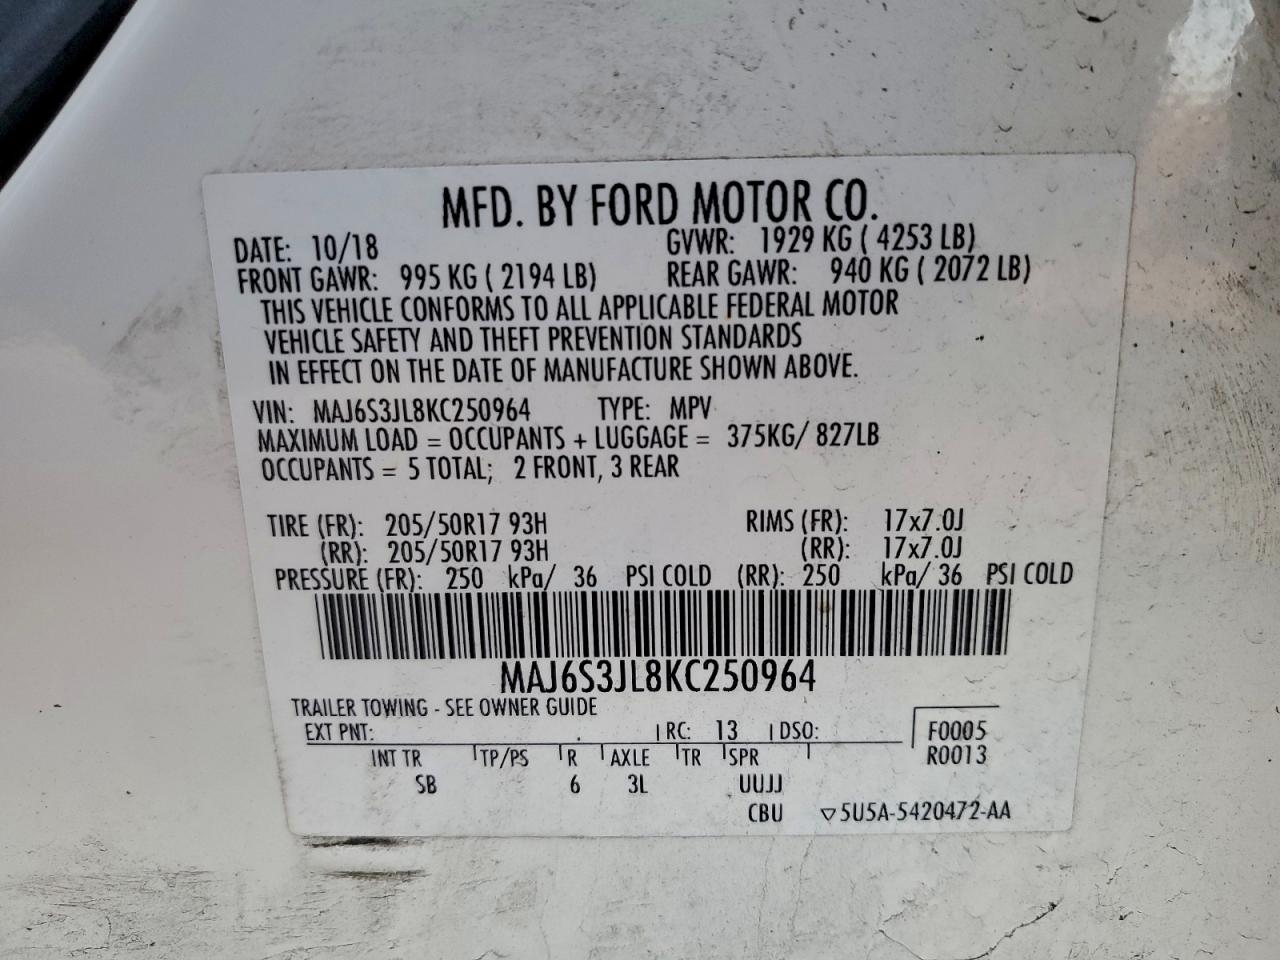 MFD. BY FORD MOTOR CO.
DATE: 10/18 GVWR: 1929 KG ( 4253 LB)
FRONT GAWR: 995 KG ( 2194 LB) REAR GAWR: 940 KG ( 2072 LB)
THIS VEHICLE CONFORMS TO ALL APPLICABLE FEDERAL MOTOR
VEHICLE SAFETY AND THEFT PREVENTION STANDARDS
IN EFFECT ON THE DATE OF MANUFACTURE SHOWN ABOVE.
VIN: MAJ6S3JL8KC250964 TYPE: MPV
MAXIMUM LOAD = OCCUPANTS + LUGGAGE = 375KG/ 827LB
OCCUPANTS = 5 TOTAL; 2 FRONT, 3 REAR
TIRE (FR): 205/50R17 93H RIMS (FR): 17x7.0J
(RR): 205/50R17 93H (RR): 17x7.0J
PRESSURE (FR): 250 kPa/ 36 PSI COLD (RR): 250 kPa/ 36 PSI COLD
MAJ6S3JL8KC250964
TRAILER TOWING - SEE OWNER GUIDE
EXT PNT: RC: 13 DSO: F0005
INT TR TP/PS R AXLE TR SPR R0013
SB 6 3L UUJJ
CBU ▽5U5A-5420472-AA